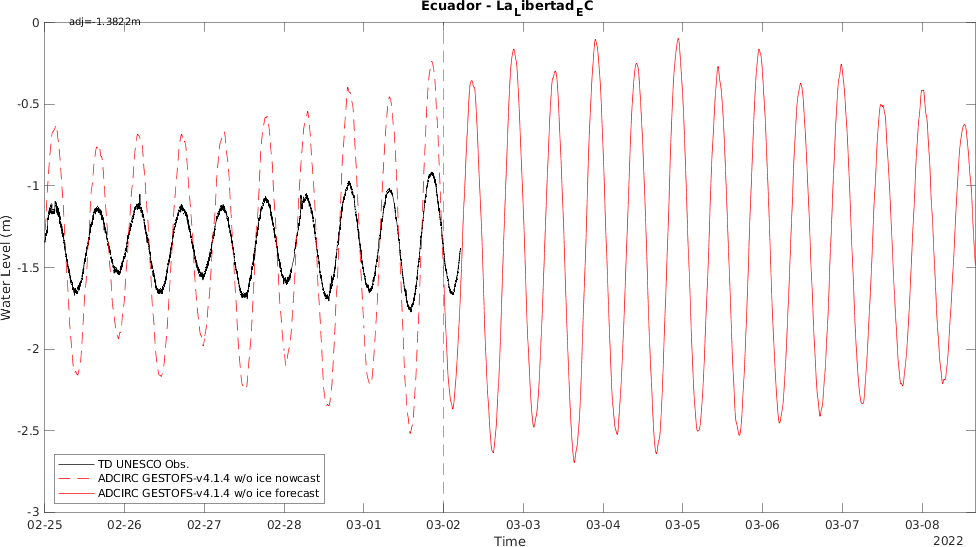 Ecuador - LaLibertadEC
adj=-1.3822m
0
-0.5
-1
-1.5
-2
-2.5
-3
Water Level (m)
TD UNESCO Obs.
ADCIRC GESTOFS-v4.1.4 w/o ice nowcast
ADCIRC GESTOFS-v4.1.4 w/o ice forecast
02-25 02-26 02-27 02-28 03-01 03-02 03-03 03-04 03-05 03-06 03-07 03-08
Time
2022